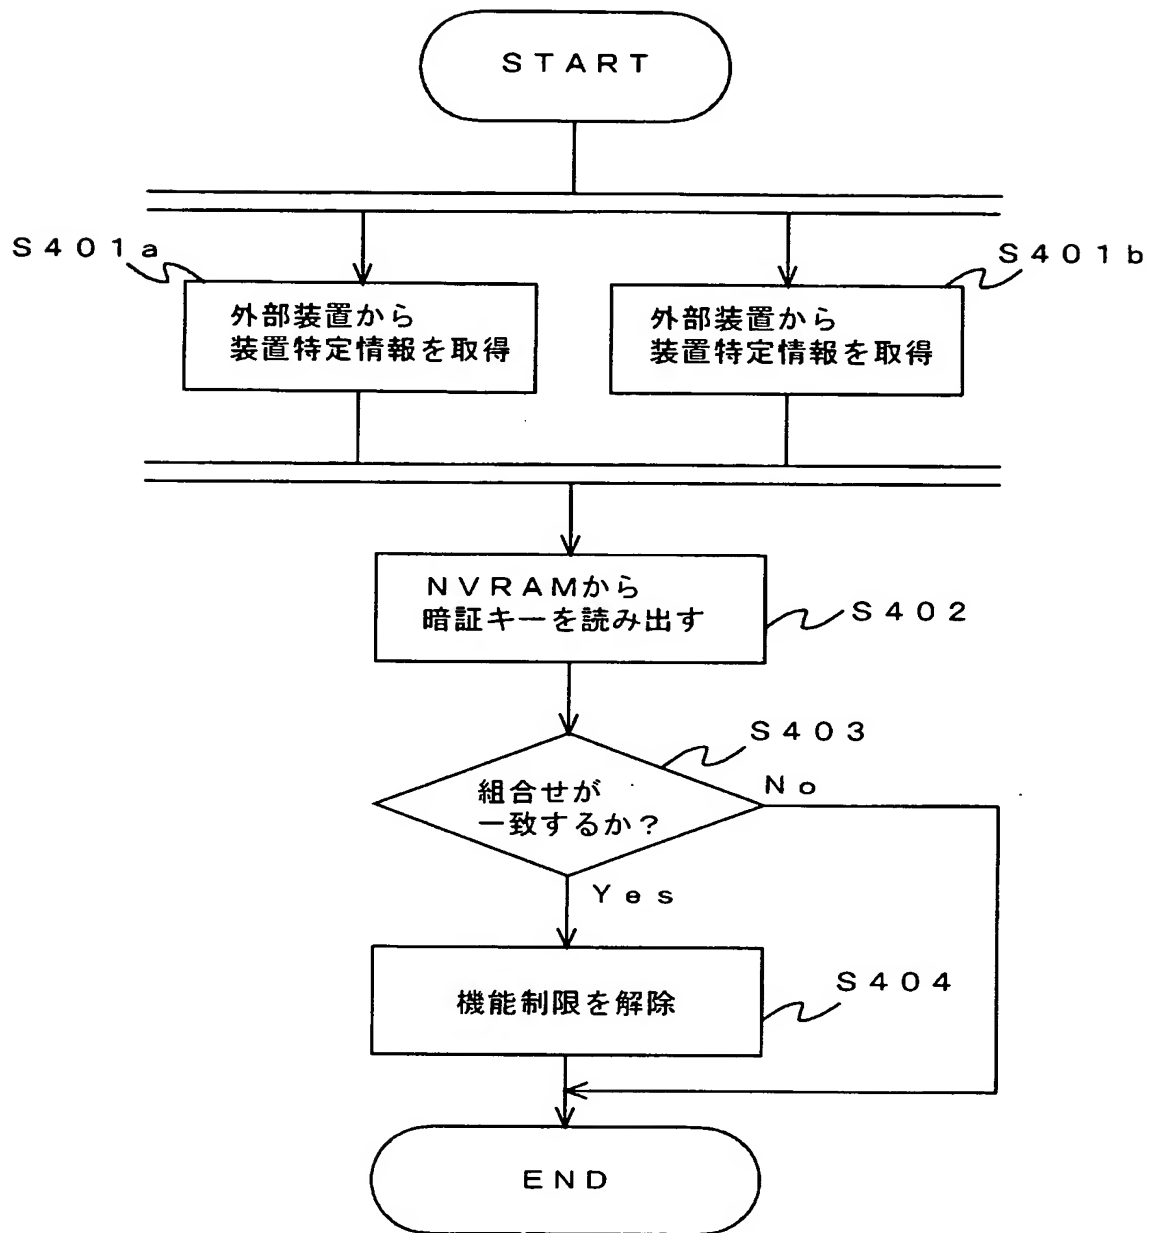 START
S401a
S401b
外部装置から
装置特定情報を取得
外部装置から
装置特定情報を取得
NVRAMから
暗証キーを読み出す
S402
S403
組合せが
一致するか?
No
Yes
機能制限を解除
S404
END